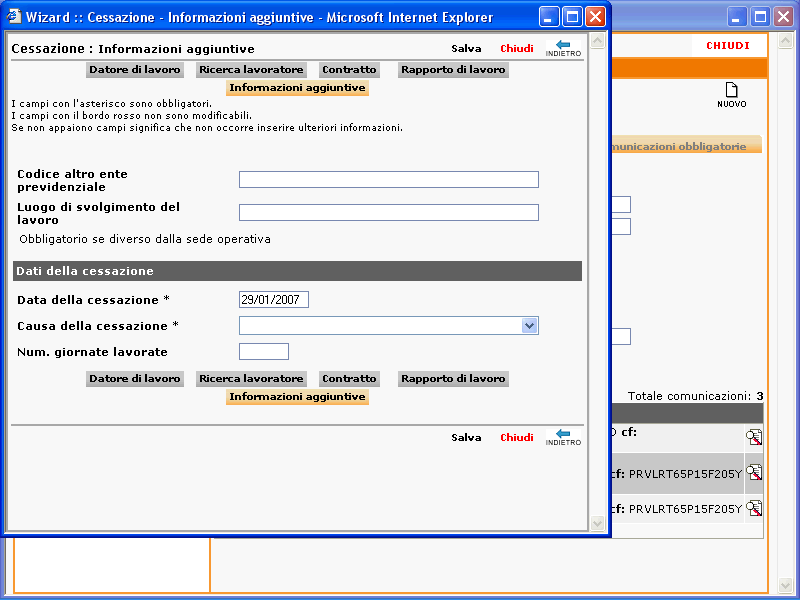 Wizard :: Cessazione - Informazioni aggiuntive - Microsoft Internet Explorer
Cessazione : Informazioni aggiuntive Salva Chiudi INDIETRO
Datore di lavoro Ricerca lavoratore Contratto Rapporto di lavoro
Informazioni aggiuntive
I campi con l'asterisco sono obbligatori.
I campi con il bordo rosso non sono modificabili.
Se non appaiono campi significa che non occorre inserire ulteriori informazioni.
Codice altro ente
previdenziale
Luogo di svolgimento del
lavoro
Obbligatorio se diverso dalla sede operativa
Dati della cessazione
Data della cessazione * 29/01/2007
Causa della cessazione *
Num. giornate lavorate
Datore di lavoro Ricerca lavoratore Contratto Rapporto di lavoro
Informazioni aggiuntive
Salva Chiudi INDIETRO
CHIUDI
NUOVO
municazioni obbligatorie
Totale comunicazioni: 3
cf:
cf: PRVLRT65P15F205Y
cf: PRVLRT65P15F205Y